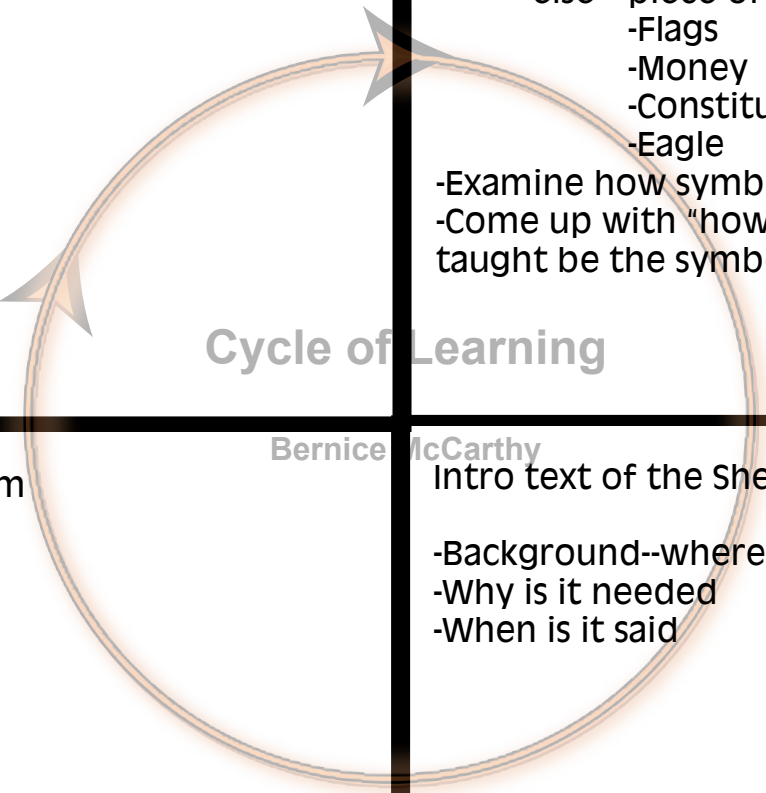 -Flags
-Money
-Constitu
-Eagle
-Examine how symb
-Come up with “how
taught be the symb
Cycle of Learning
Bernice McCarthy
m
Intro text of the She
-Background--where
-Why is it needed
-When is it said